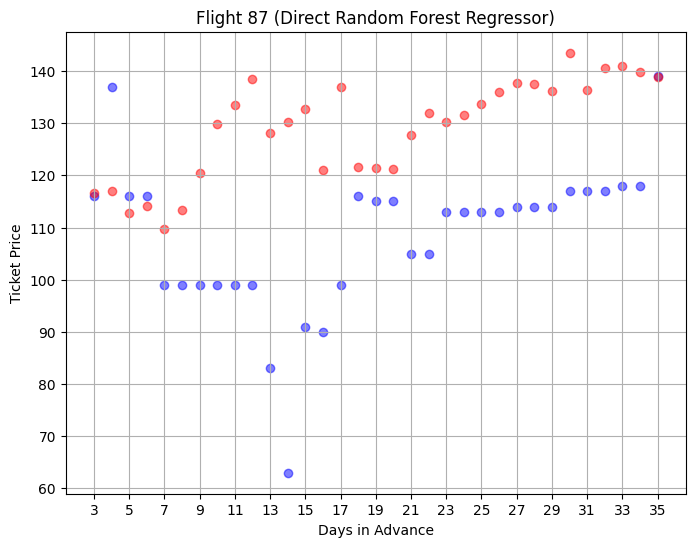 Flight 87 (Direct Random Forest Regressor)
Ticket Price
140
130
120
110
100
90
80
70
60
3 5 7 9 11 13 15 17 19 21 23 25 27 29 31 33 35
Days in Advance